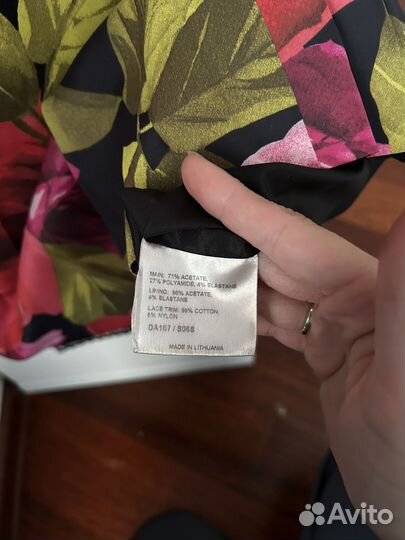 MAIN: 71% ACETATE,
27% POLYAMIDE, 4% ELASTANE
LINING: 96% ACETATE,
4% ELASTANE
LACE TRIM: 95% COTTON,
5% NYLON
DA107 / S068
MADE IN LITHUANIA
Avito